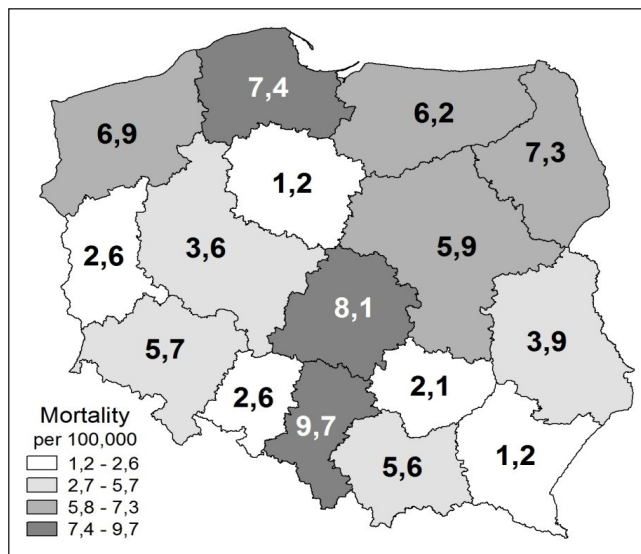 7,4
6,2
6,9
7,3
1,2
5,9
3,6
2,6
8,1
3,9
5,7
2,1
2,6
9,7
1,2
5,6
Mortality
per 100,000
1,2 - 2,6
2,7 - 5,7
5,8 - 7,3
7,4 - 9,7